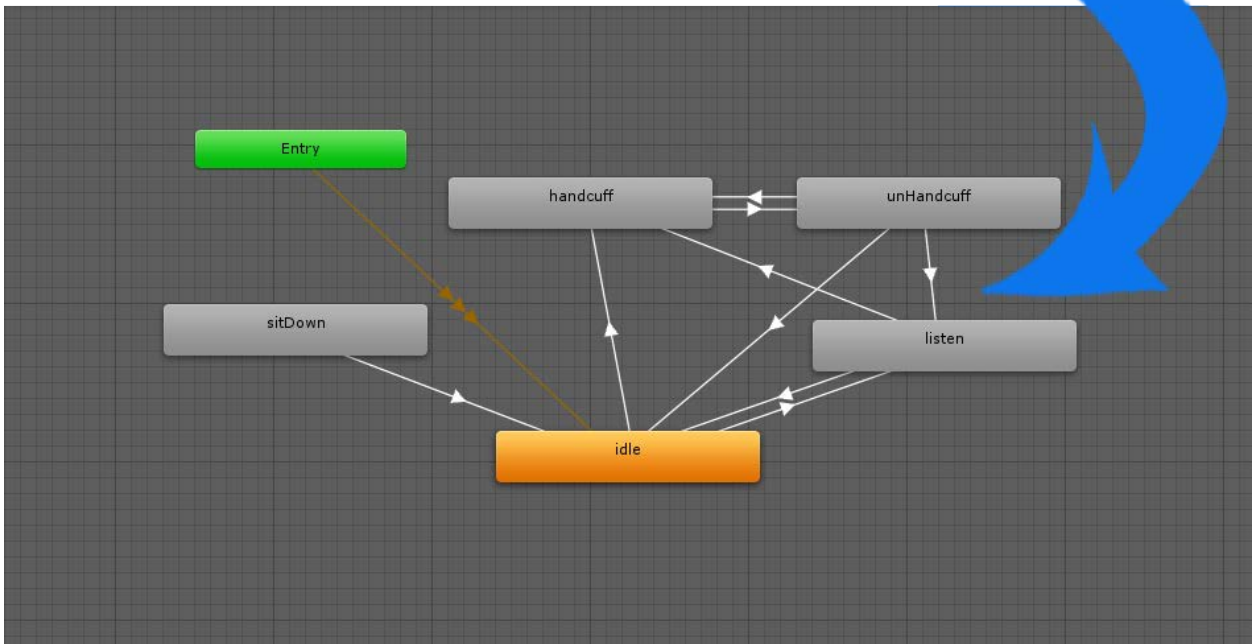 Entry
handcuff
unHandcuff
sitDown
listen
idle